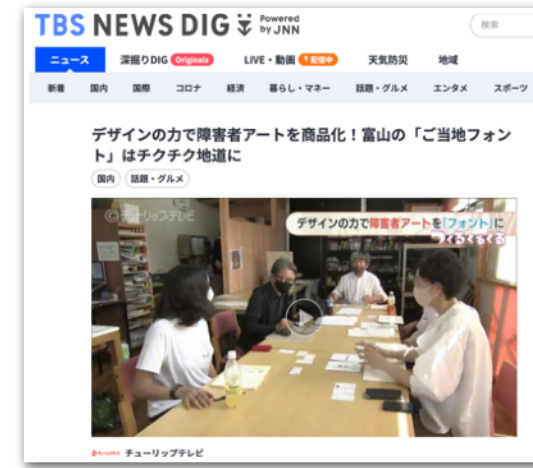 TBS NEWS DIG Powered by JNN
検索
ニュース 深掘りDIG Originals LIVE・動画 配信中 天気防災 地域
新着 国内 国際 コロナ 経済 暮らし・マネー 話題・グルメ エンタメ スポーツ
デザインの力で障害者アートを商品化！富山の「ご当地フォン
ト」はチクチク地道に
国内 話題・グルメ
©チューリップテレビ
デザインの力で障害者アートを「フォント」に
チューリップテレビ